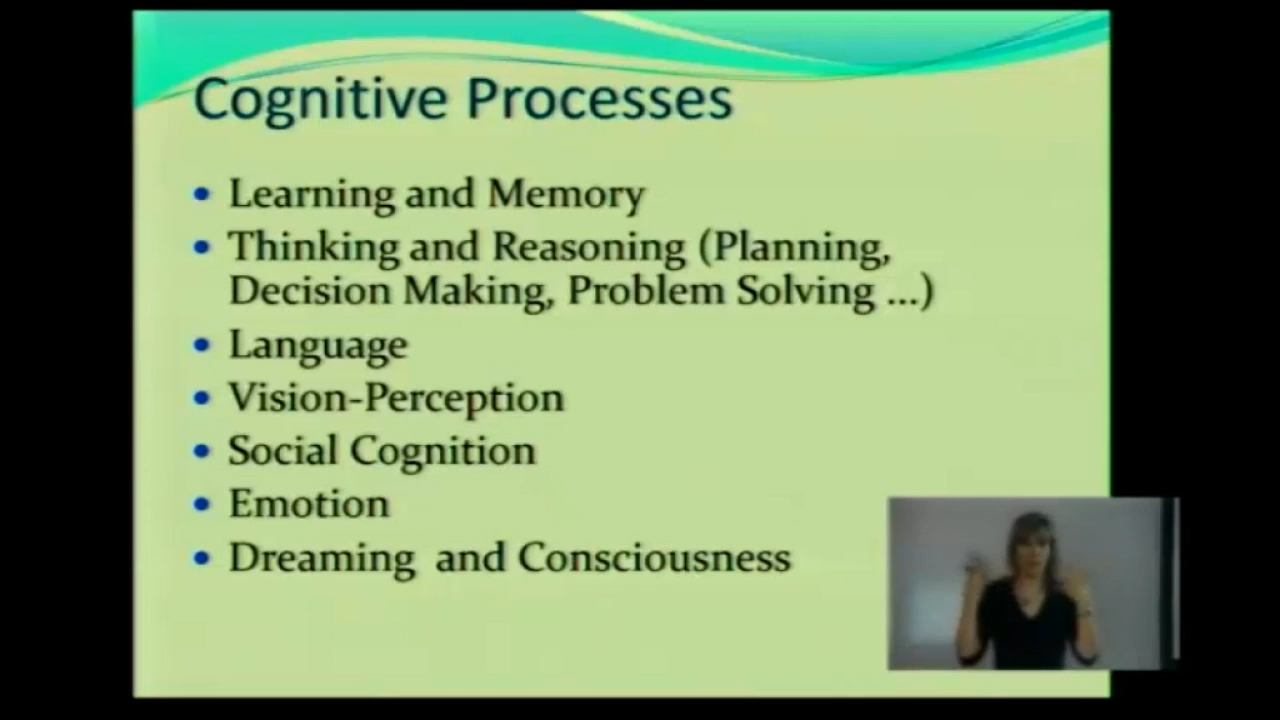 Cognitive Processes
• Learning and Memory
• Thinking and Reasoning (Planning,
Decision Making, Problem Solving ...)
• Language
• Vision-Perception
• Social Cognition
• Emotion
• Dreaming and Consciousness